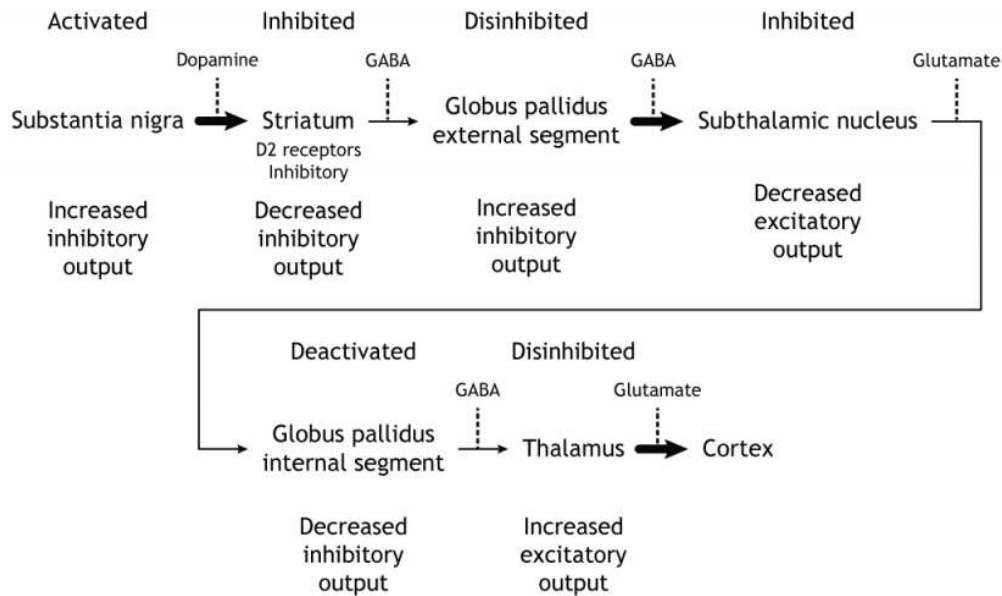 Activated Inhibited Disinhibited Inhibited
Dopamine GABA GABA Glutamate
Substantia nigra Striatum
D2 receptors
Inhibitory
Globus pallidus
external segment
Subthalamic nucleus
Increased
inhibitory
output
Decreased
inhibitory
output
Increased
inhibitory
output
Decreased
excitatory
output
Deactivated Disinhibited
GABA Glutamate
Globus pallidus
internal segment
Thalamus Cortex
Decreased
inhibitory
output
Increased
excitatory
output